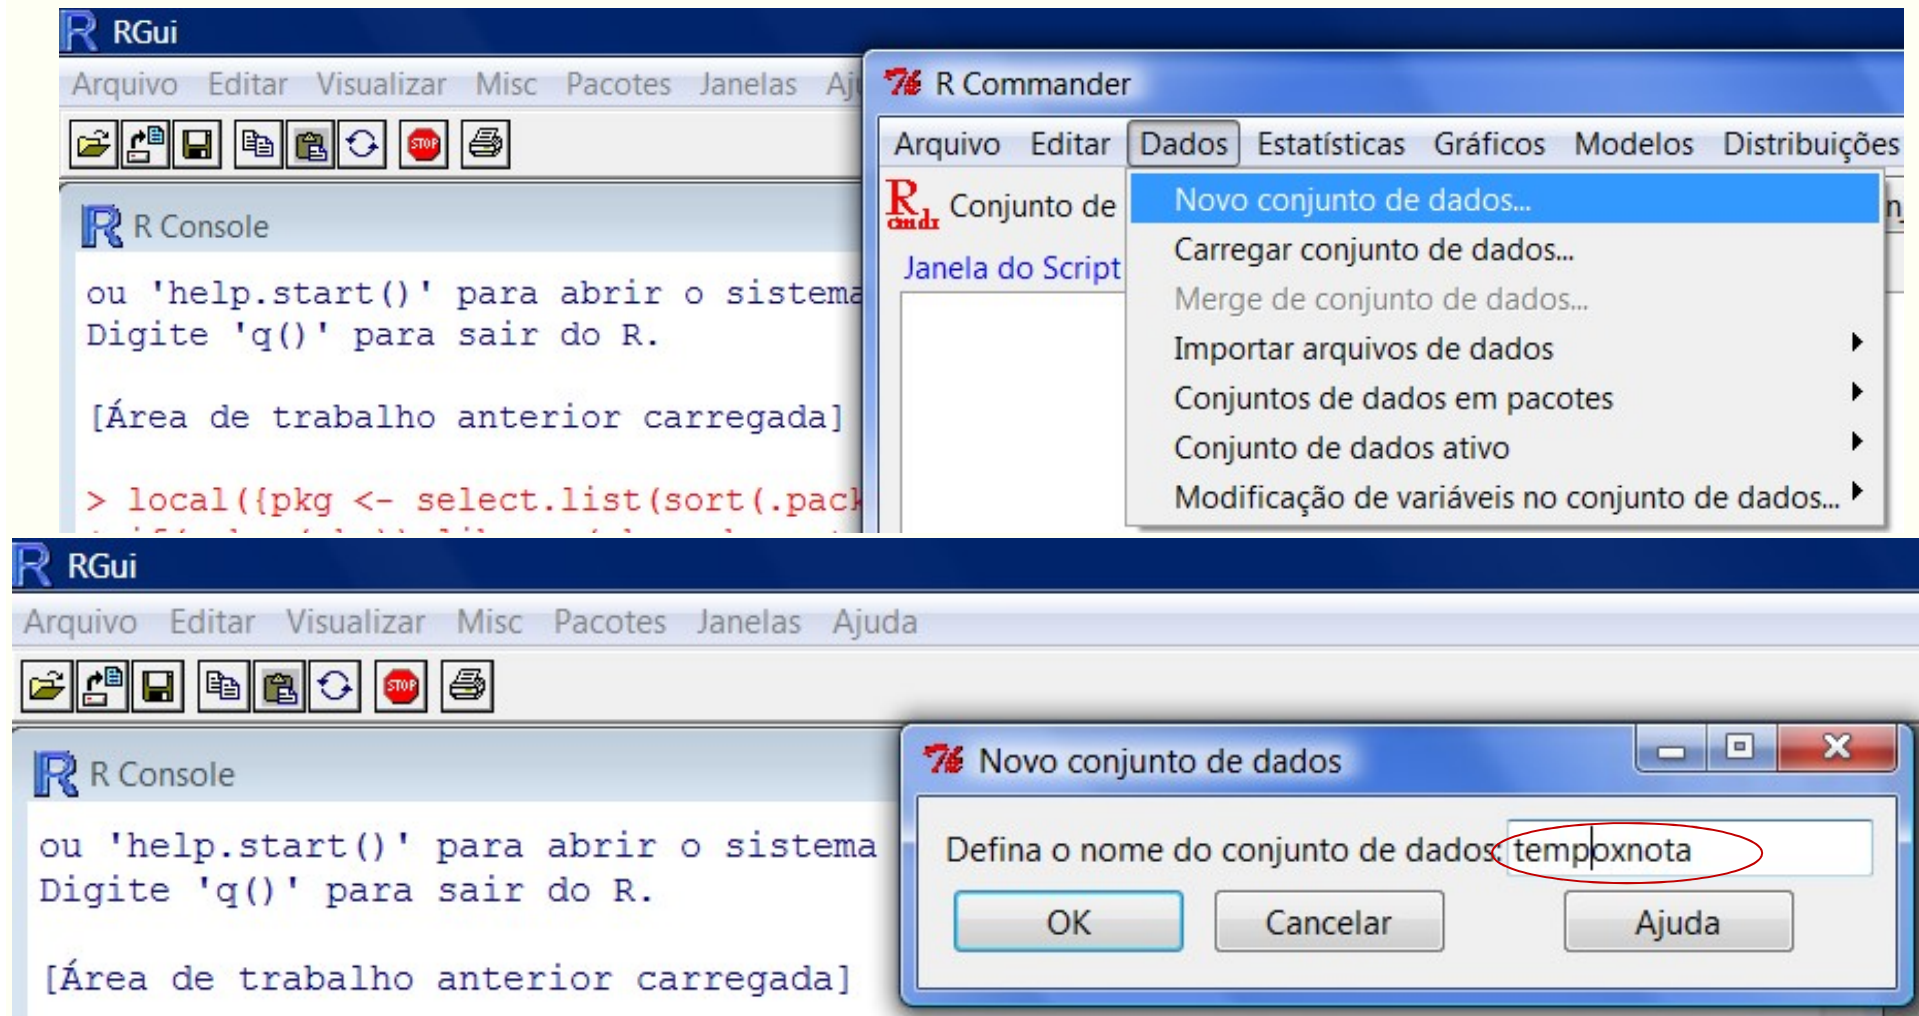 RGui
Arquivo Editar Visualizar Misc Pacotes Janelas Aj
R Console
ou 'help.start()' para abrir o sistema
Digite 'q()' para sair do R.
[Área de trabalho anterior carregada]
> local({pkg <- select.list(sort(.pack
R Commander
Arquivo Editar Dados Estatísticas Gráficos Modelos Distribuições
Conjunto de
Janela do Script
Novo conjunto de dados...
Carregar conjunto de dados...
Merge de conjunto de dados...
Importar arquivos de dados
Conjuntos de dados em pacotes
Conjunto de dados ativo
Modificação de variáveis no conjunto de dados...
RGui
Arquivo Editar Visualizar Misc Pacotes Janelas Ajuda
STOP
R Console
ou 'help.start()' para abrir o sistema
Digite 'q()' para sair do R.
[Área de trabalho anterior carregada]
Novo conjunto de dados
Defina o nome do conjunto de dados: tempoxnota
OK Cancelar Ajuda